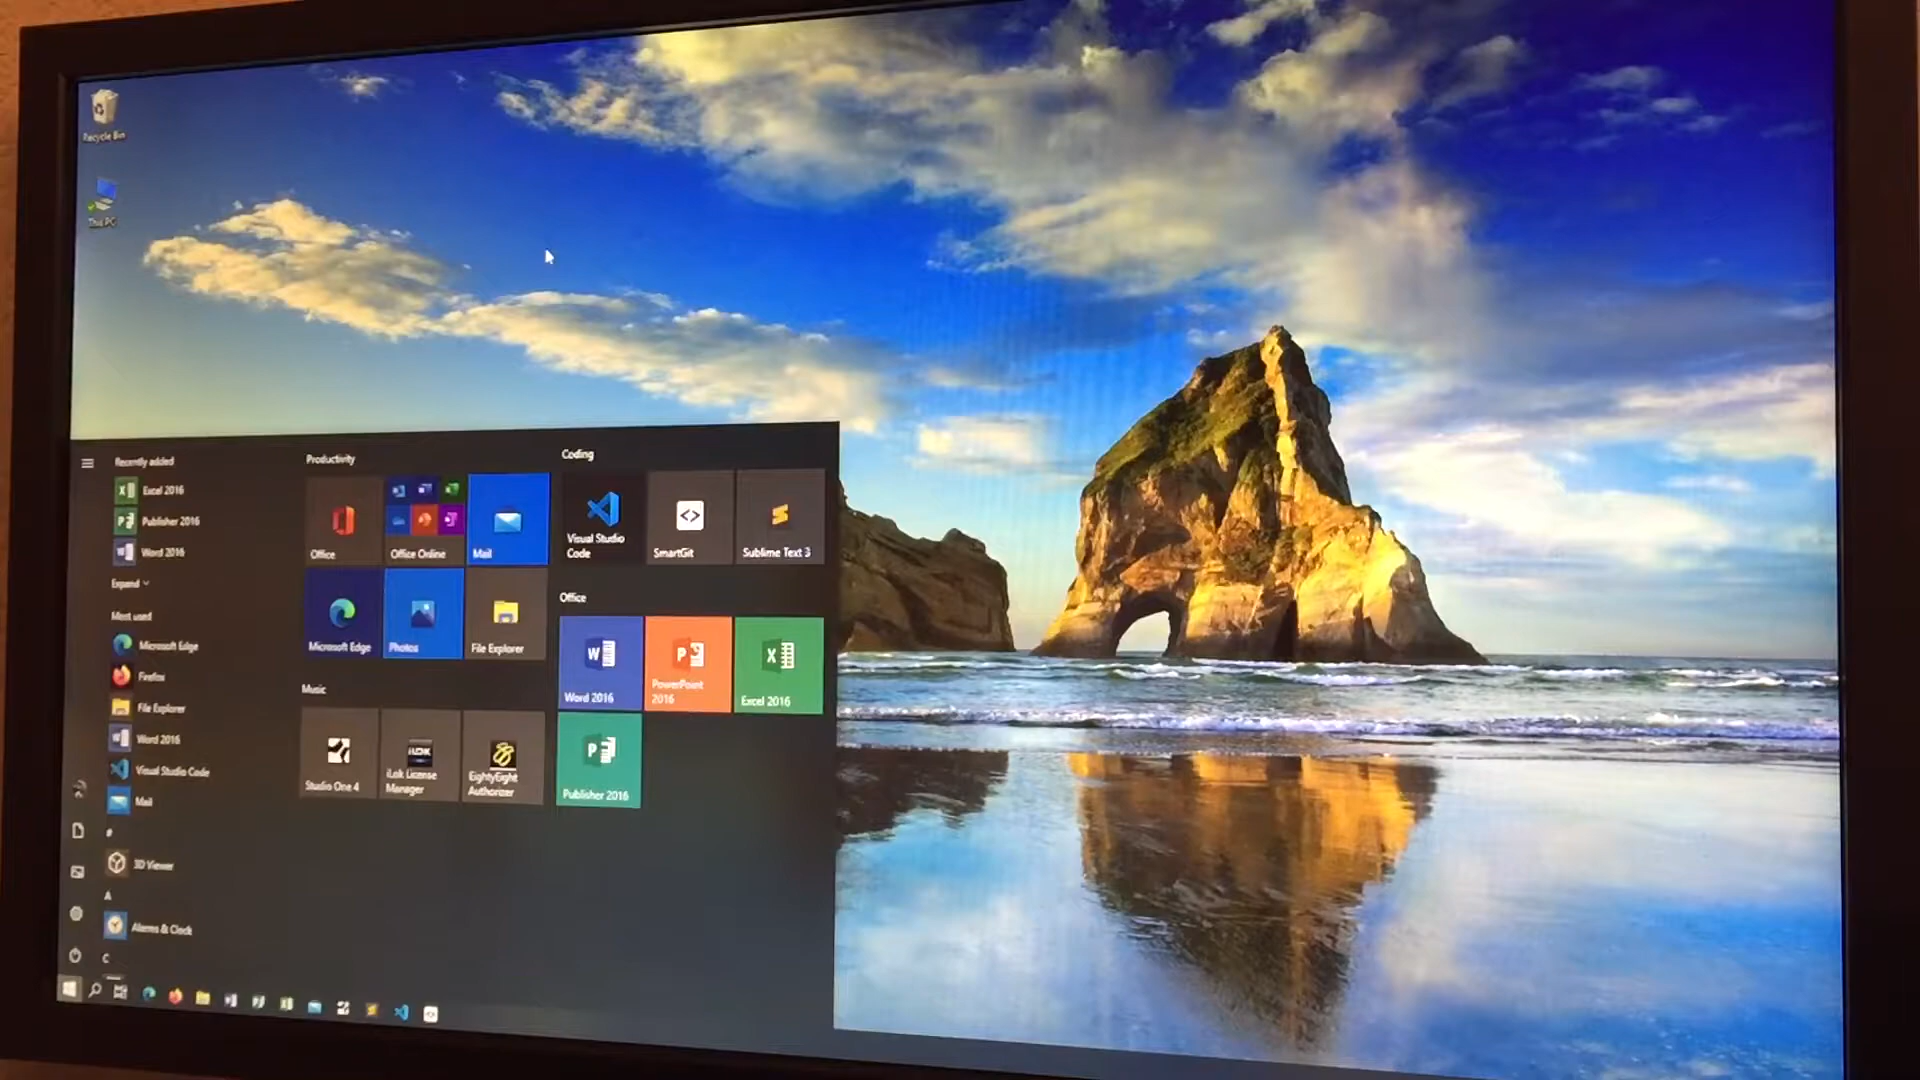 Recycle Bin
This PC
Recently added
Excel 2016
Publisher 2016
Word 2016
Expand
Most used
Microsoft Edge
Firefox
File Explorer
Word 2016
Visual Studio Code
Mail
#
3D Viewer
A
Alarms & Clock
C
Productivity
Office
Office Online
Mail
Microsoft Edge
Photos
File Explorer
Music
Studio One 4
iLOK
iLok License
Manager
EightyEight
Authorizer
Coding
Visual Studio
Code
SmartGit
Sublime Text 3
Office
Word 2016
PowerPoint
2016
Excel 2016
Publisher 2016